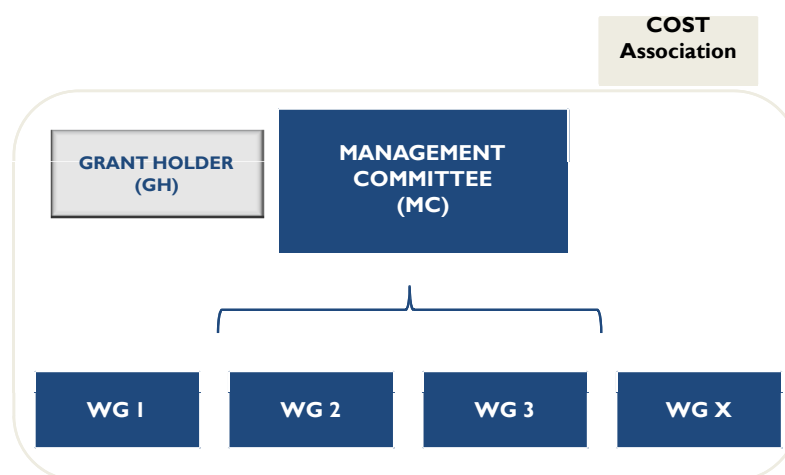 COST
Association
GRANT HOLDER
(GH)
MANAGEMENT
COMMITTEE
(MC)
WG 1
WG 2
WG 3
WG X